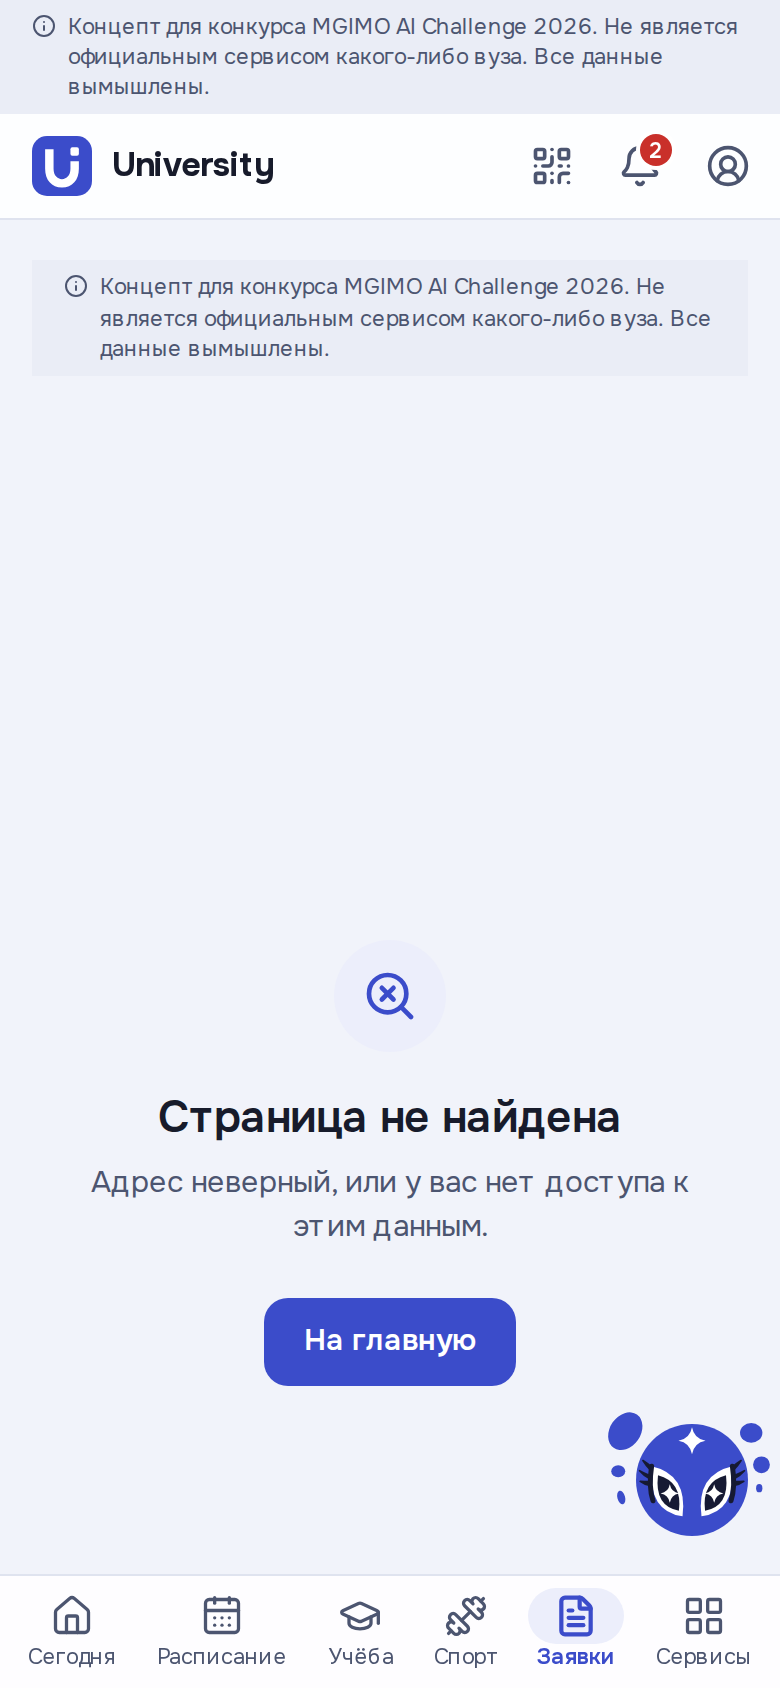 Концепт для конкурса MGIMO AI Challenge 2026. Не является
официальным сервисом какого-либо вуза. Все данные
вымышлены.
University
2
Концепт для конкурса MGIMO AI Challenge 2026. Не
является официальным сервисом какого-либо вуза. Все
данные вымышлены.
Страница не найдена
Адрес неверный, или у вас нет доступа к
этим данным.
На главную
Сегодня Расписание Учёба Спорт Заявки Сервисы